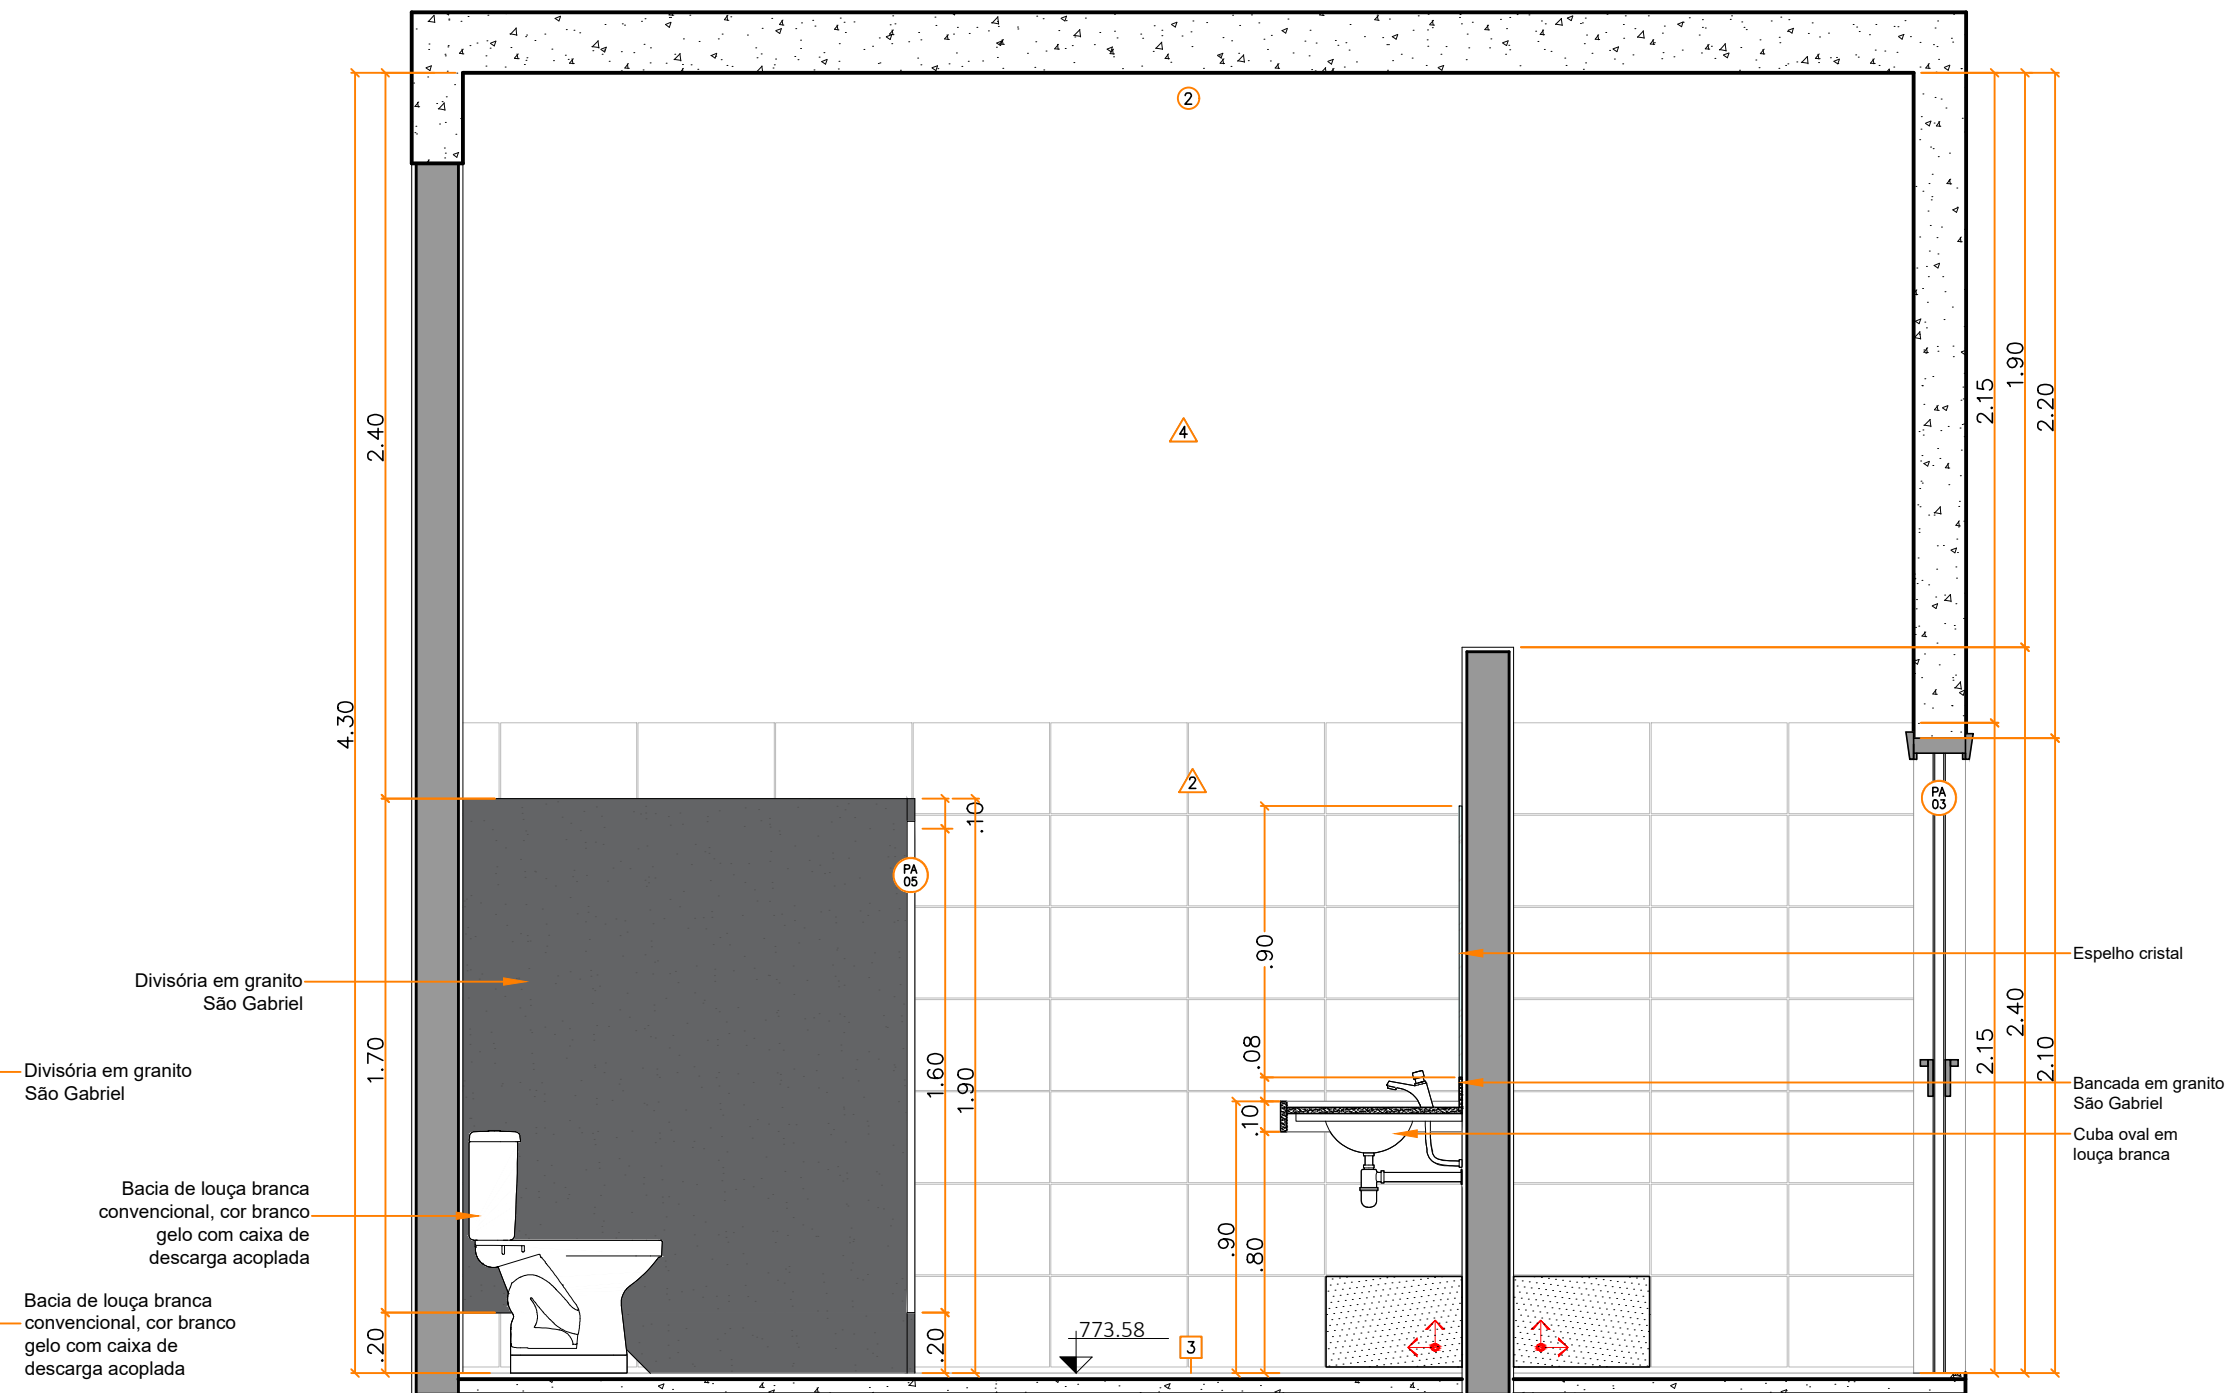 2
4
2
2.40
4.30
1.70
.20
PA
05
.10
1.60
1.90
.20
.90
.08
.10
.90
.80
773.58
3
PA
03
2.15
1.90
2.20
2.15
2.40
2.10
Divisória em granito
São Gabriel
Divisória em granito
São Gabriel
Bacia de louça branca
convencional, cor branco
gelo com caixa de
descarga acoplada
Bacia de louça branca
convencional, cor branco
gelo com caixa de
descarga acoplada
Espelho cristal
Bancada em granito
São Gabriel
Cuba oval em
louça branca